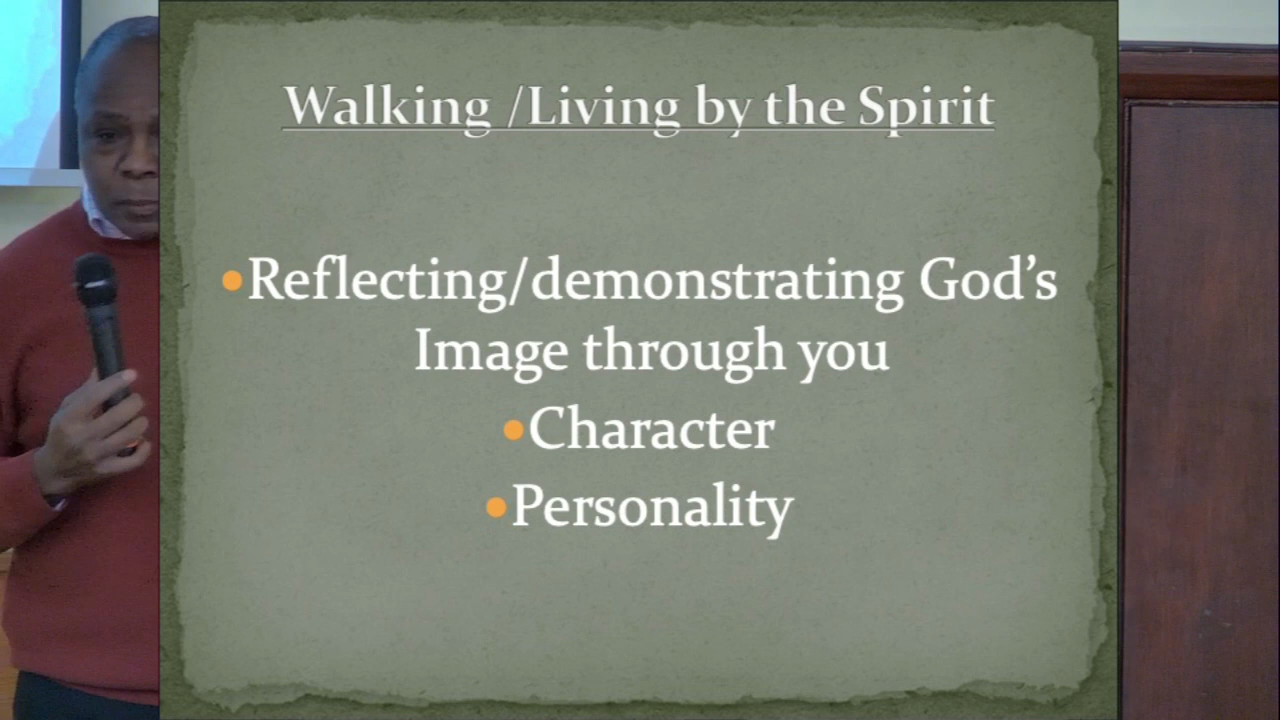 Walking /Living by the Spirit
•Reflecting/demonstrating God’s
Image through you
•Character
•Personality